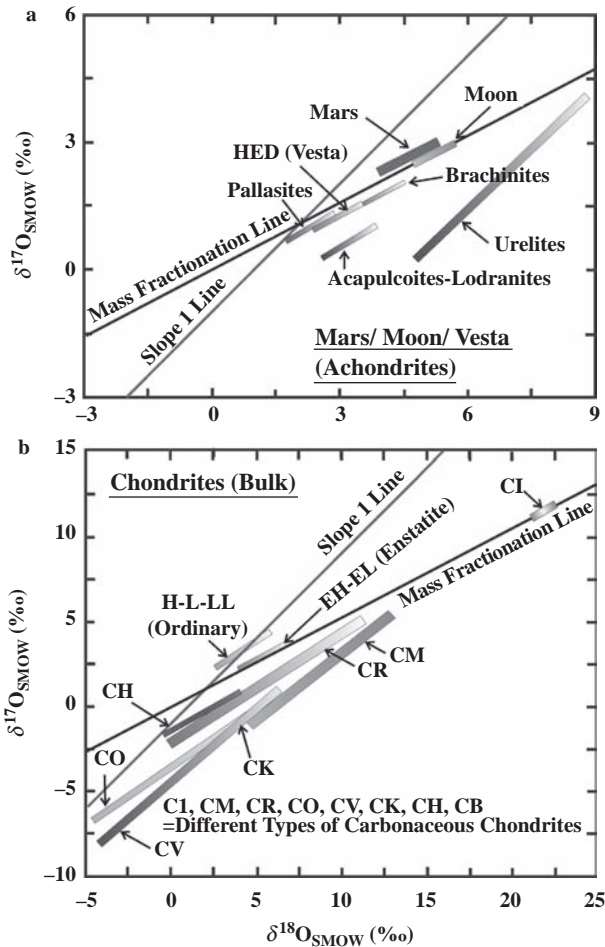 a
6
3
0
−3
δ17OSMOW (‰)
Mars
Moon
HED (Vesta)
Pallasites
Brachinites
Urelites
Acapulcoites-Lodranites
Mass Fractionation Line
Slope 1 Line
Mars/ Moon/ Vesta
(Achondrites)
−3
0
3
6
9
b
15
10
5
0
−5
−10
δ17OSMOW (‰)
Chondrites (Bulk)
Slope 1 Line
CI
EH-EL (Enstatite)
Mass Fractionation Line
H-L-LL
(Ordinary)
CM
CR
CH
CK
CO
CV
C1, CM, CR, CO, CV, CK, CH, CB
=Different Types of Carbonaceous Chondrites
−5
0
5
10
15
20
25
δ18OSMOW (‰)